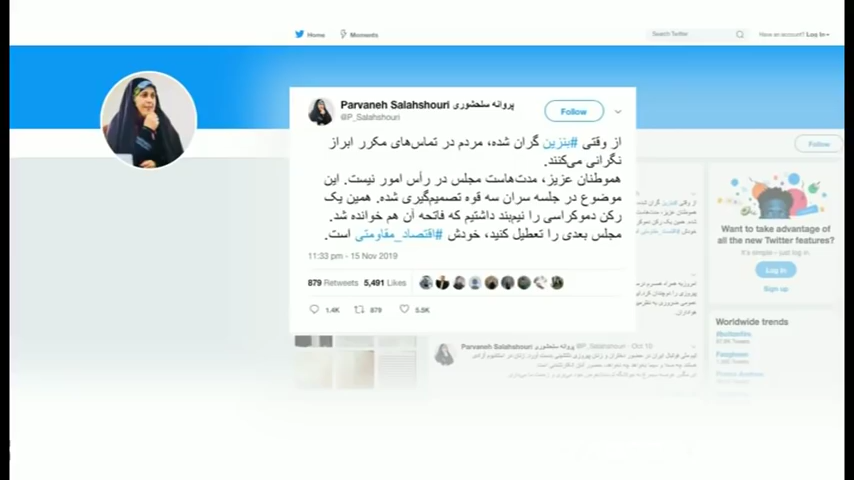 Home
Moments
Search Twitter
Have an account? Log In
Parvaneh Salahshouri پروانه سلحشوری
@P_Salahshouri
Follow
از وقتی #بنزین گران شده، مردم در تماس‌های مکرر ابراز
نگرانی می‌کنند.
هموطنان عزیز، مدت‌هاست مجلس در رأس امور نیست. این
موضوع در جلسه سران سه قوه تصمیم‌گیری شده. همین یک
رکن دموکراسی را نیم‌بند داشتیم که فاتحه آن هم خوانده شد.
مجلس بعدی را تعطیل کنید، خودش #اقتصاد_مقاومتی است.
11:33 pm - 15 Nov 2019
879 Retweets 5,491 Likes
1.4K 879 5.5K
Follow
Want to take advantage of
all the new Twitter features?
It's simple – just log in.
Log in
Sign up
Worldwide trends
Parvaneh Salahshouri پروانه سلحشوری @P_Salahshouri Oct 10